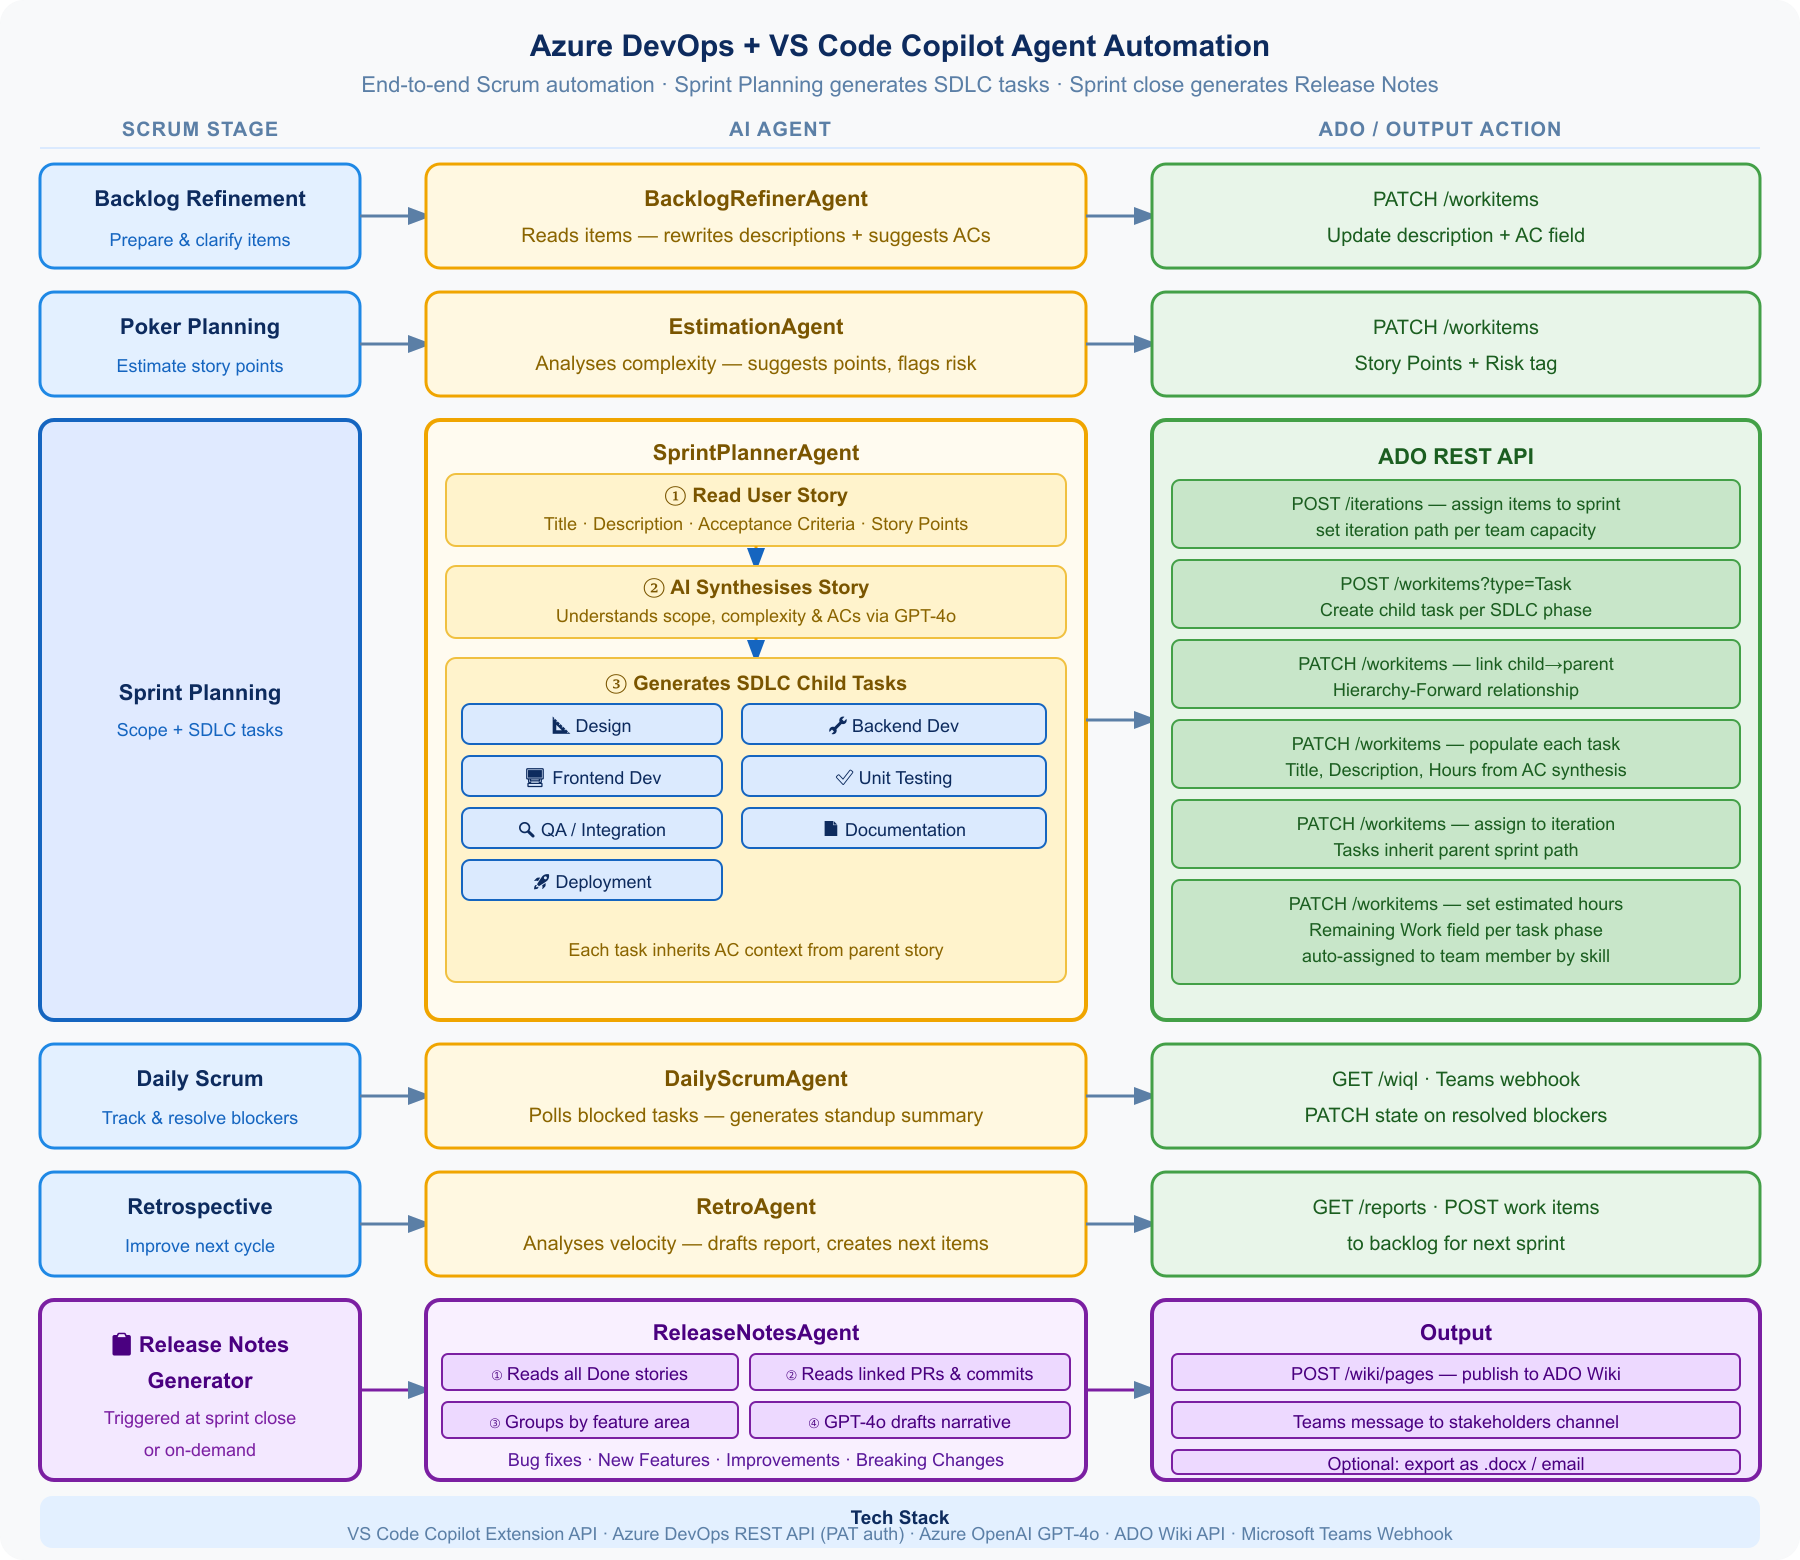 Azure DevOps + VS Code Copilot Agent Automation
End-to-end Scrum automation · Sprint Planning generates SDLC tasks · Sprint close generates Release Notes
SCRUM STAGE
AI AGENT
ADO / OUTPUT ACTION
Backlog Refinement
Prepare & clarify items
BacklogRefinerAgent
Reads items — rewrites descriptions + suggests ACs
PATCH /workitems
Update description + AC field
Poker Planning
Estimate story points
EstimationAgent
Analyses complexity — suggests points, flags risk
PATCH /workitems
Story Points + Risk tag
Sprint Planning
Scope + SDLC tasks
SprintPlannerAgent
① Read User Story
Title · Description · Acceptance Criteria · Story Points
② AI Synthesises Story
Understands scope, complexity & ACs via GPT-4o
③ Generates SDLC Child Tasks
Design
Backend Dev
Frontend Dev
Unit Testing
QA / Integration
Documentation
Deployment
Each task inherits AC context from parent story
ADO REST API
POST /iterations — assign items to sprint
set iteration path per team capacity
POST /workitems?type=Task
Create child task per SDLC phase
PATCH /workitems — link child→parent
Hierarchy-Forward relationship
PATCH /workitems — populate each task
Title, Description, Hours from AC synthesis
PATCH /workitems — assign to iteration
Tasks inherit parent sprint path
PATCH /workitems — set estimated hours
Remaining Work field per task phase
auto-assigned to team member by skill
Daily Scrum
Track & resolve blockers
DailyScrumAgent
Polls blocked tasks — generates standup summary
GET /wiql · Teams webhook
PATCH state on resolved blockers
Retrospective
Improve next cycle
RetroAgent
Analyses velocity — drafts report, creates next items
GET /reports · POST work items
to backlog for next sprint
Release Notes
Generator
Triggered at sprint close
or on-demand
ReleaseNotesAgent
① Reads all Done stories
② Reads linked PRs & commits
③ Groups by feature area
④ GPT-4o drafts narrative
Bug fixes · New Features · Improvements · Breaking Changes
Output
POST /wiki/pages — publish to ADO Wiki
Teams message to stakeholders channel
Optional: export as .docx / email
Tech Stack
VS Code Copilot Extension API · Azure DevOps REST API (PAT auth) · Azure OpenAI GPT-4o · ADO Wiki API · Microsoft Teams Webhook